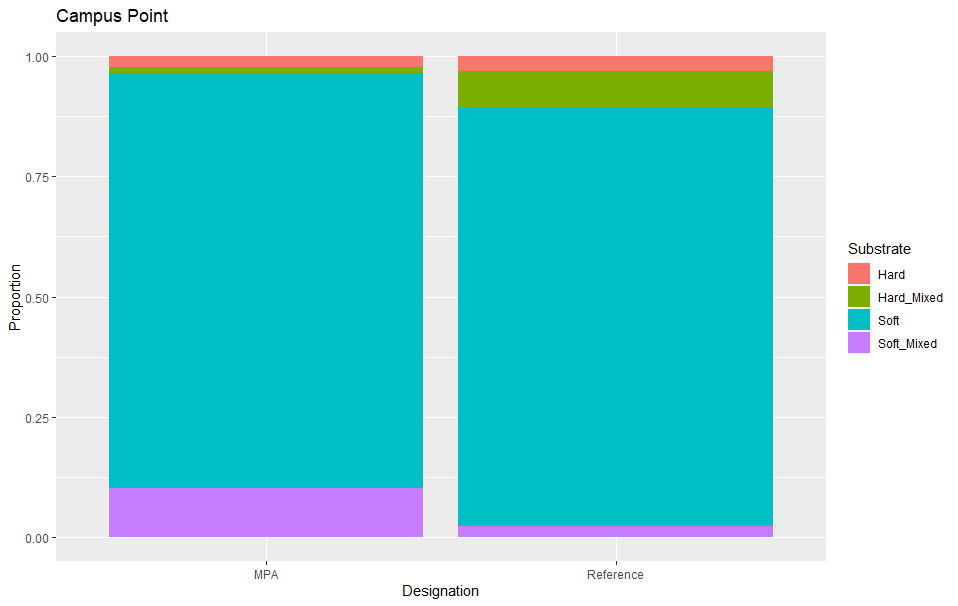 Campus Point
1.00
0.75
0.50
0.25
0.00
Proportion
MPA
Reference
Designation
Substrate
Hard
Hard_Mixed
Soft
Soft_Mixed